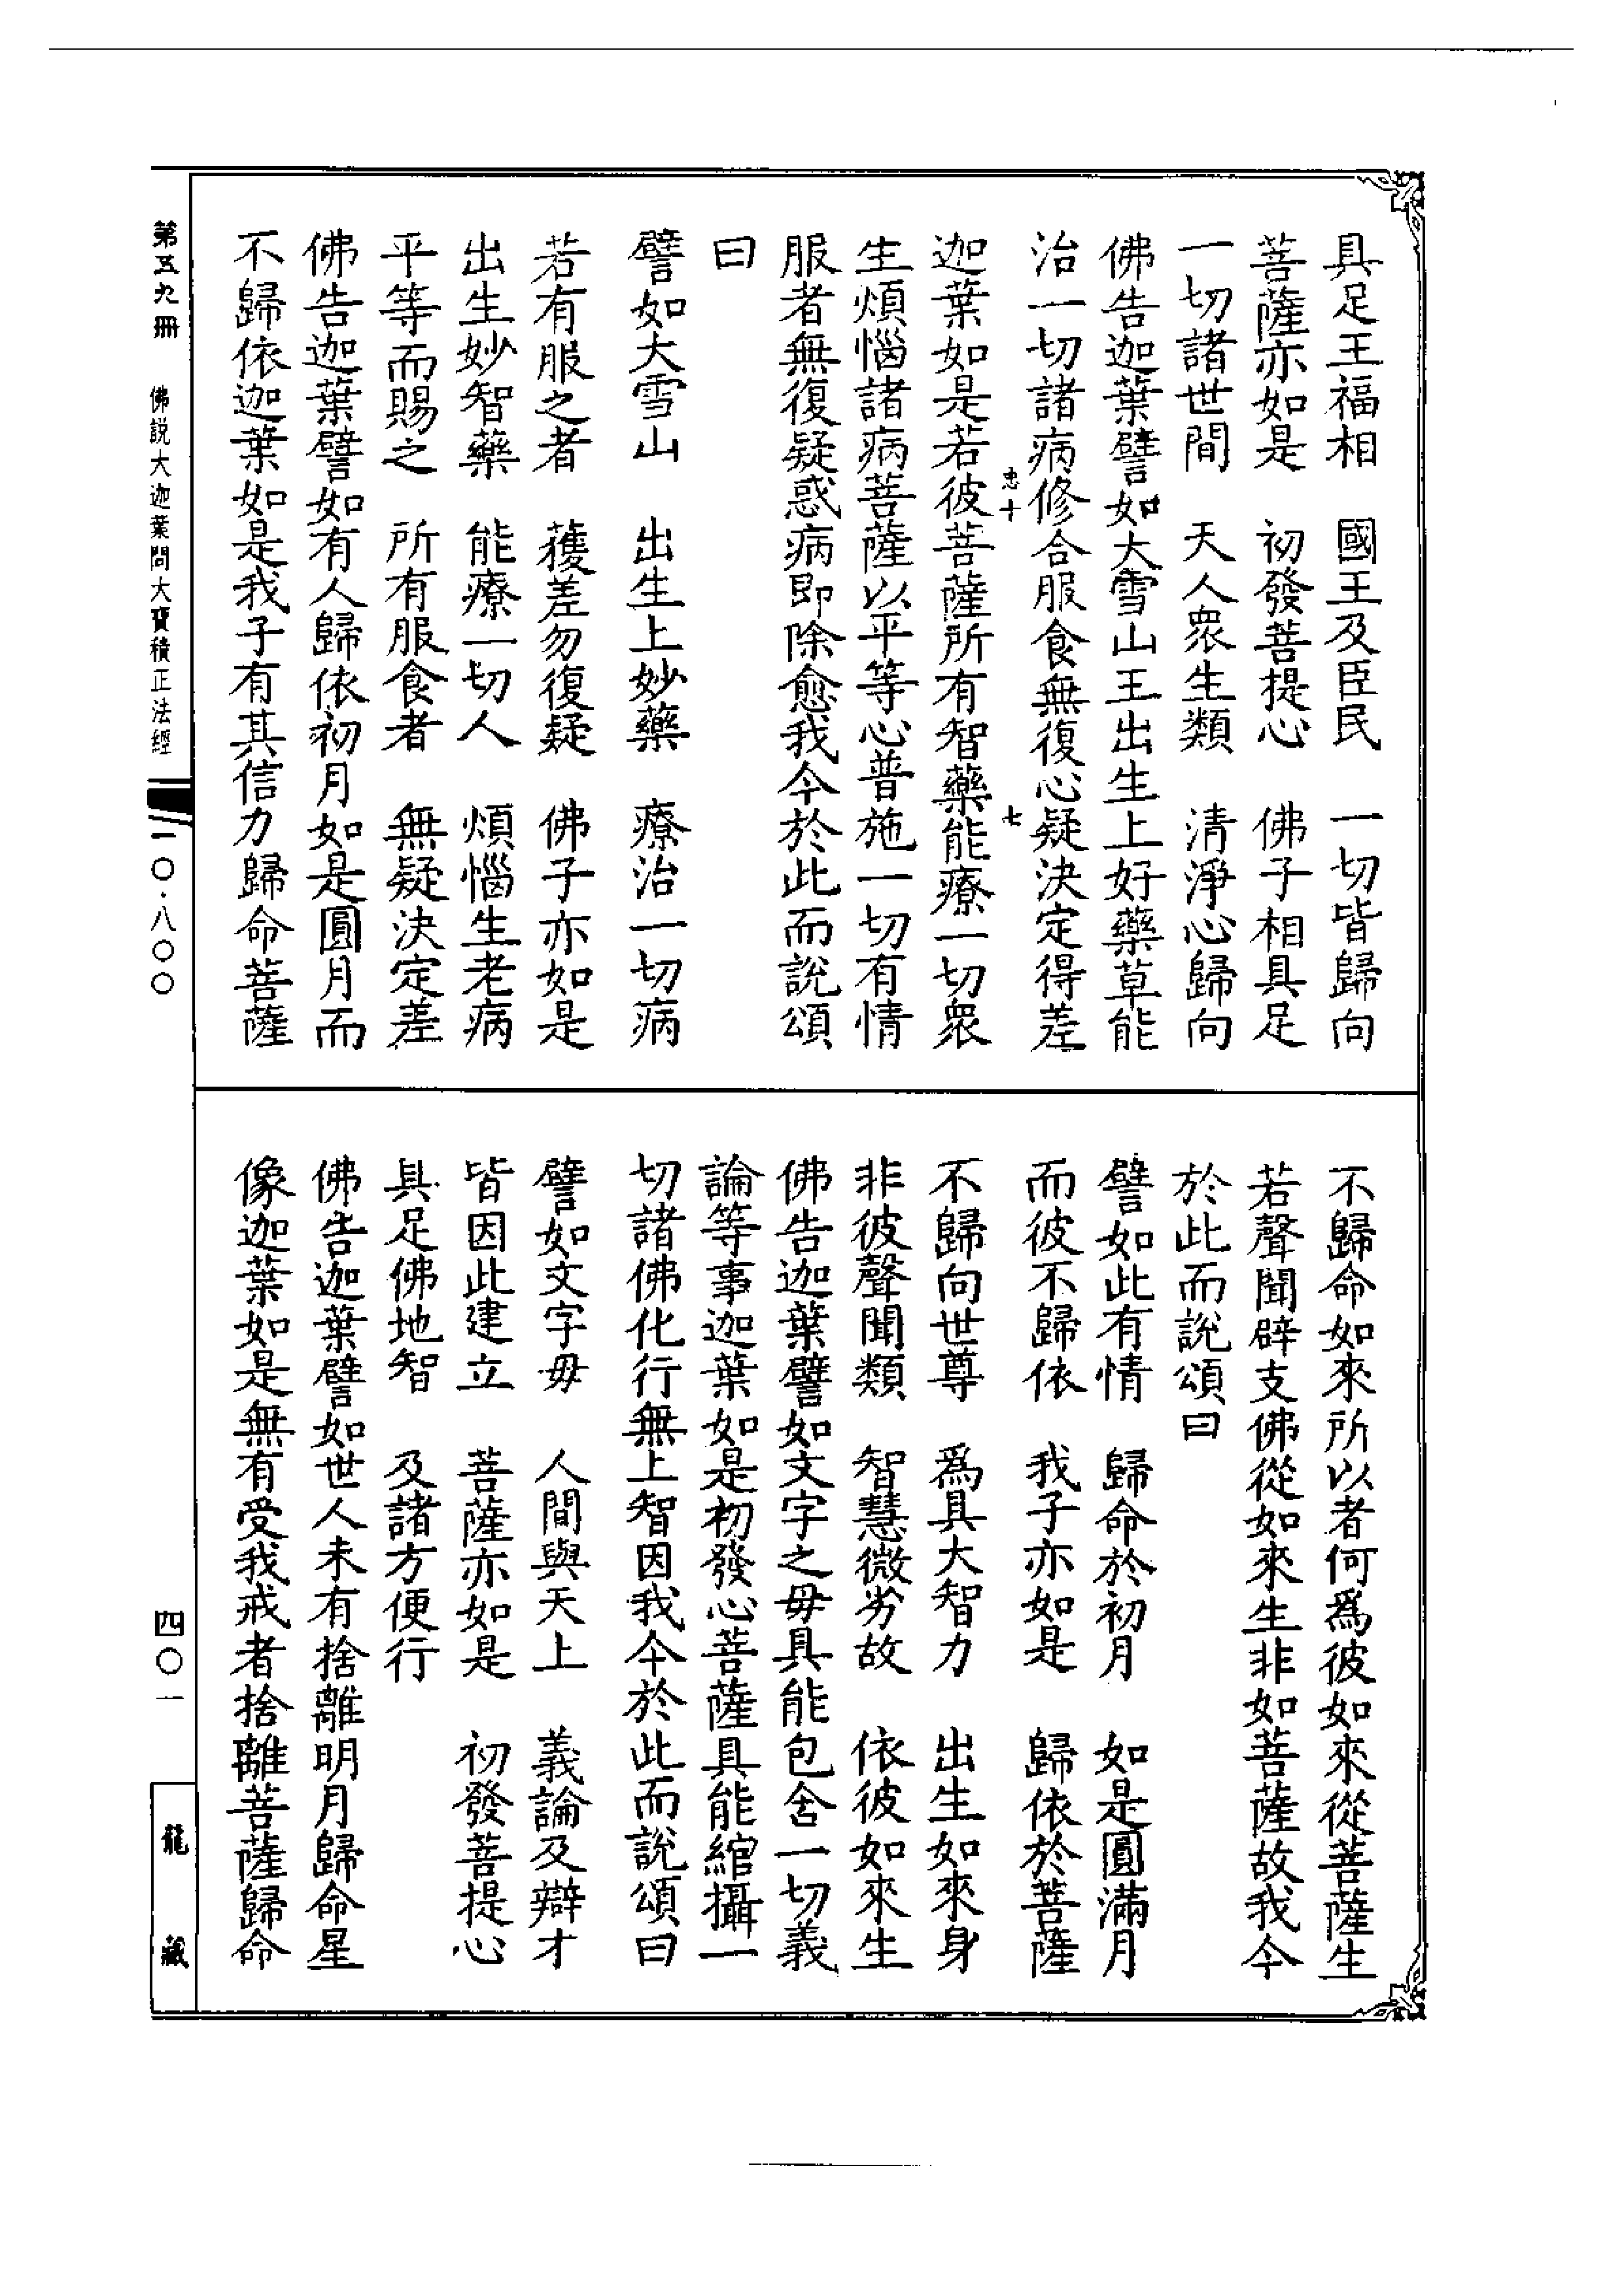 具足王福相　國王及臣民　一切皆歸向
菩薩亦如是　初發菩提心　佛子相具足
一切諸世間　天人衆生類　清淨心歸向
佛告迦葉譬如大雪山王出生上好藥草能
治一切諸病修合服食無復心疑決定得差
忠十　七
迦葉如是若彼菩薩所有智藥能療一切衆
生煩惱諸病菩薩以平等心普施一切有情
服者無復疑惑病即除愈我今於此而說頌
曰
譬如大雪山　出生上妙藥　療治一切病
若有服之者　獲差勿復疑　佛子亦如是
出生妙智藥　能療一切人　煩惱生老病
平等而賜之　所有服食者　無疑決定差
佛告迦葉譬如有人歸依初月如是圓月而
不歸依迦葉如是我子有其信力歸命菩薩
不歸命如來所以者何爲彼如來從菩薩生
若聲聞辟支佛從如來生非如菩薩故我今
於此而說頌曰
譬如此有情　歸命於初月　如是圓滿月
而彼不歸依　我子亦如是　歸依於菩薩
不歸向世尊　爲具大智力　出生如來身
非彼聲聞類　智慧微劣故　依彼如來生
佛告迦葉譬如文字之毋具能包含一切義
論等事迦葉如是初發心菩薩具能綰攝一
切諸佛化行無上智因我今於此而說頌曰
譬如文字毋　人間與天上　義論及辯才
皆因此建立　菩薩亦如是　初發菩提心
具足佛地智　及諸方便行
佛告迦葉譬如世人未有捨離明月歸命星
像迦葉如是無有受我戒者捨離菩薩歸命
第五九冊　佛說大迦葉問大寶積正法經　一〇·八〇〇
四〇一
龍藏